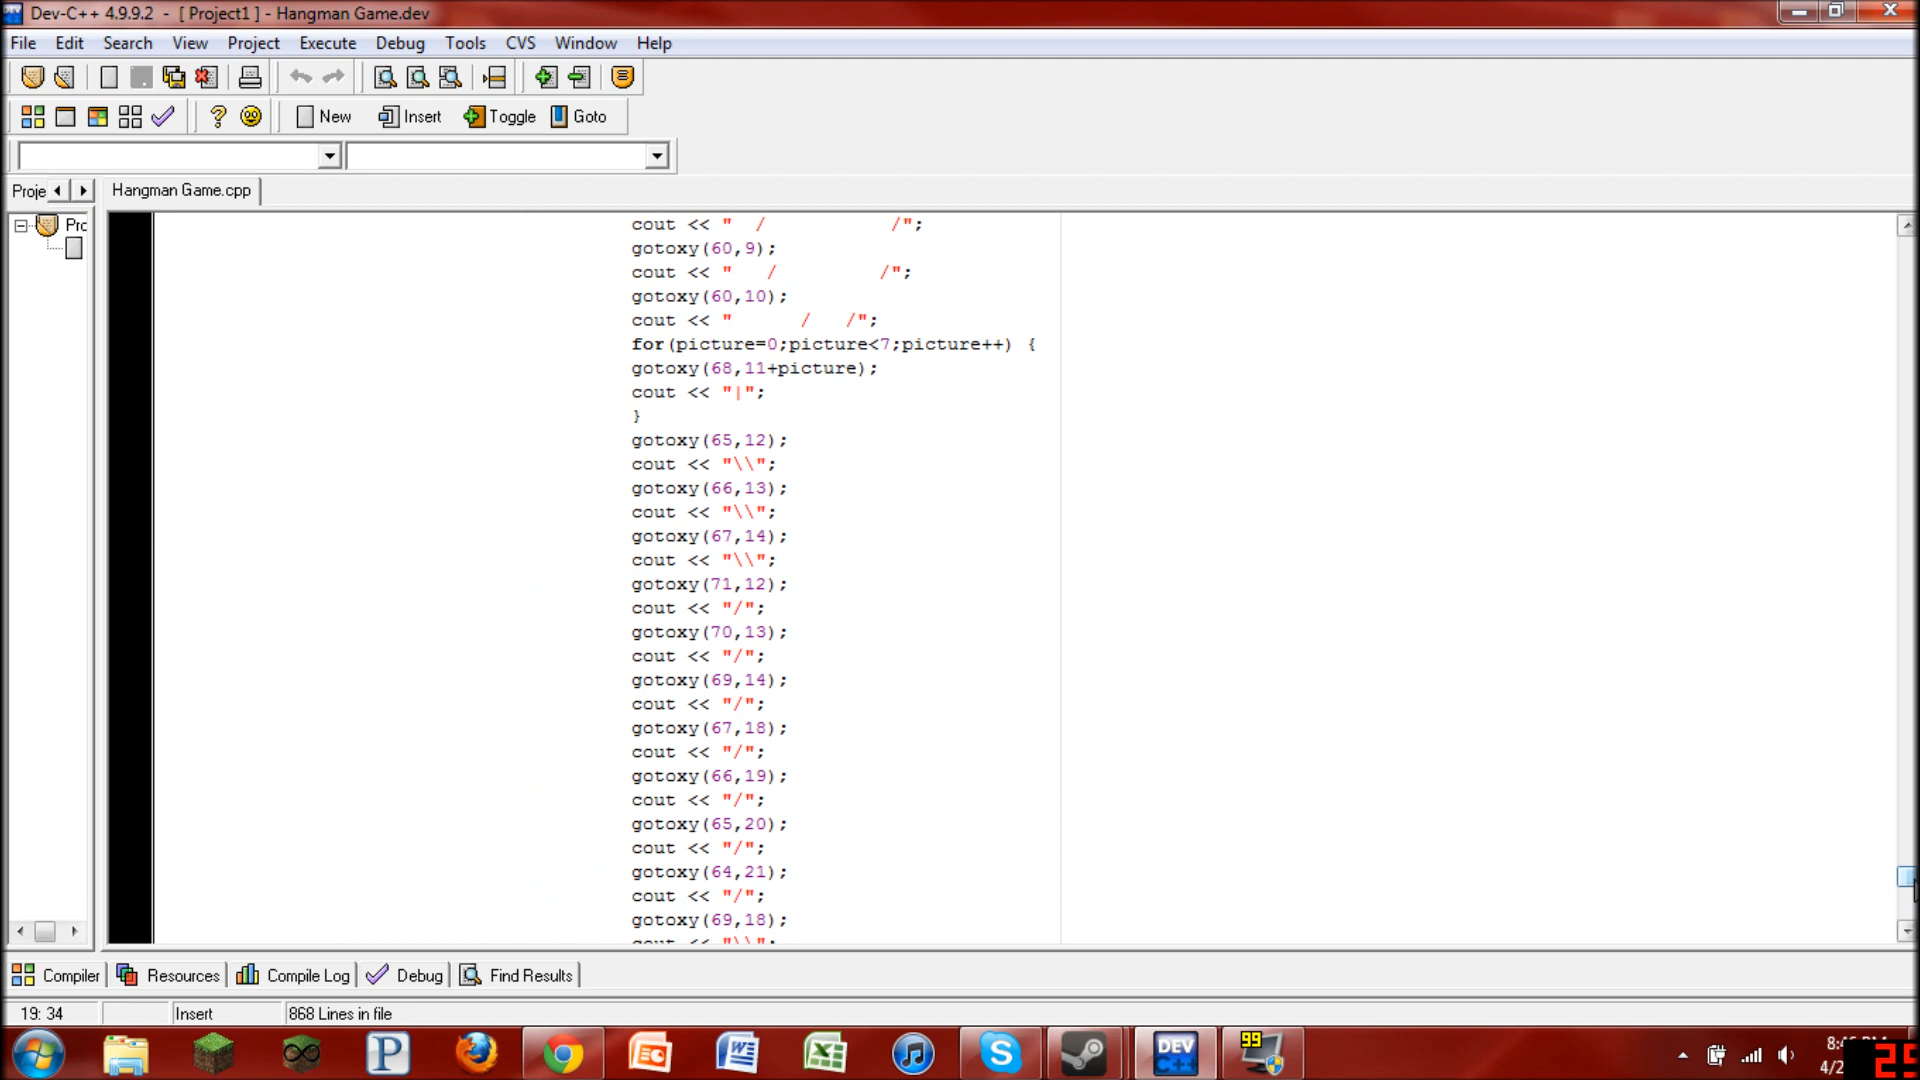 Dev-C++ 4.9.9.2 - [ Project1 ] - Hangman Game.dev
File Edit Search View Project Execute Debug Tools CVS Window Help
New Insert Toggle Goto
Proje Hangman Game.cpp
Prc
cout << "  /           /";
gotoxy(60,9);
cout << "   /         /";
gotoxy(60,10);
cout << "      /   /";
for(picture=0;picture<7;picture++) {
gotoxy(68,11+picture);
cout << "|";
}
gotoxy(65,12);
cout << "\\";
gotoxy(66,13);
cout << "\\";
gotoxy(67,14);
cout << "\\";
gotoxy(71,12);
cout << "/";
gotoxy(70,13);
cout << "/";
gotoxy(69,14);
cout << "/";
gotoxy(67,18);
cout << "/";
gotoxy(66,19);
cout << "/";
gotoxy(65,20);
cout << "/";
gotoxy(64,21);
cout << "/";
gotoxy(69,18);
cout << "\\";
Compiler Resources Compile Log Debug Find Results
19: 34 Insert 868 Lines in file
P DEV C++ 99